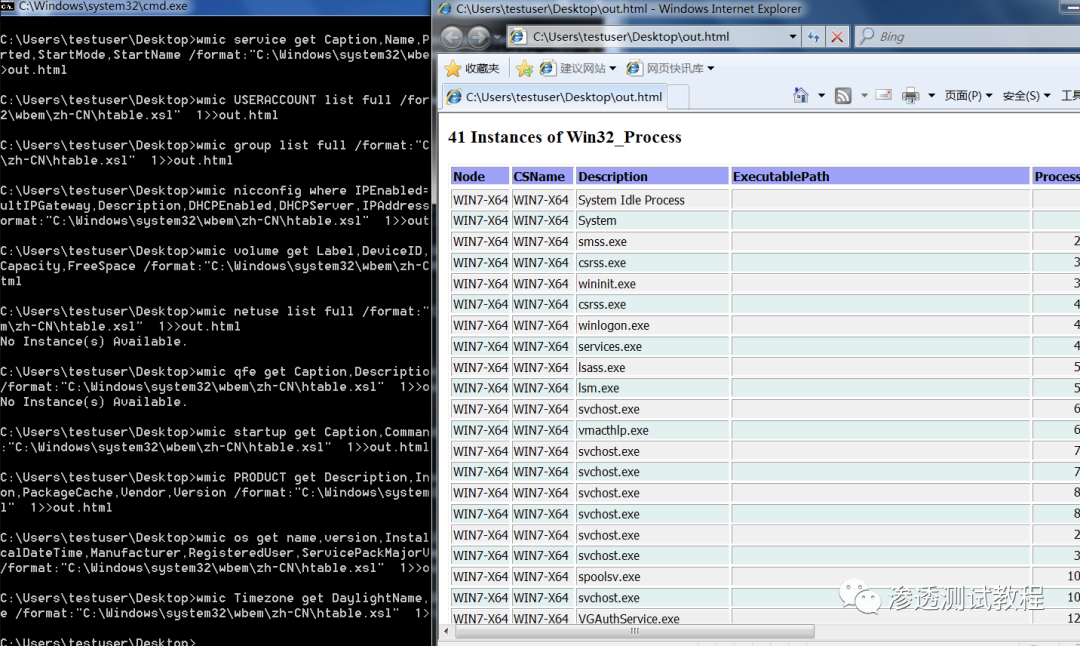 C:\Windows\system32\cmd.exe
C:\Users\testuser\Desktop>wmic service get Caption,Name,P
rted,StartMode,StartName /format:"C:\Windows\system32\wbe
>out.html
C:\Users\testuser\Desktop>wmic USERACCOUNT list full /for
2\wbem\zh-CN\htable.xsl" 1>>out.html
C:\Users\testuser\Desktop>wmic group list full /format:"C
\zh-CN\htable.xsl" 1>>out.html
C:\Users\testuser\Desktop>wmic nicconfig where IPEnabled=
ultIPGateway,Description,DHCPEnabled,DHCPServer,IPAddress
ormat:"C:\Windows\system32\wbem\zh-CN\htable.xsl" 1>>out
C:\Users\testuser\Desktop>wmic volume get Label,DeviceID,
Capacity,FreeSpace /format:"C:\Windows\system32\wbem\zh-C
tml
C:\Users\testuser\Desktop>wmic netuse list full /format:"
m\zh-CN\htable.xsl" 1>>out.html
No Instance(s) Available.
C:\Users\testuser\Desktop>wmic qfe get Caption,Description
/format:"C:\Windows\system32\wbem\zh-CN\htable.xsl" 1>>o
No Instance(s) Available.
C:\Users\testuser\Desktop>wmic startup get Caption,Comman
:"C:\Windows\system32\wbem\zh-CN\htable.xsl" 1>>out.html
C:\Users\testuser\Desktop>wmic PRODUCT get Description,In
on,PackageCache,Vendor,Version /format:"C:\Windows\system
l" 1>>out.html
C:\Users\testuser\Desktop>wmic os get name,version,Instal
calDateTime,Manufacturer,RegisteredUser,ServicePackMajorV
/format:"C:\Windows\system32\wbem\zh-CN\htable.xsl" 1>>o
C:\Users\testuser\Desktop>wmic Timezone get DaylightName,
e /format:"C:\Windows\system32\wbem\zh-CN\htable.xsl" 1>
C:\Users\testuser\Desktop>
C:\Users\testuser\Desktop\out.html - Windows Internet Explorer
C:\Users\testuser\Desktop\out.html
Bing
收藏夹 建议网站 网页快讯库
C:\Users\testuser\Desktop\out.html
页面(P) 安全(S) 工具
41 Instances of Win32_Process
Node CSName Description ExecutablePath Process
WIN7-X64 WIN7-X64 System Idle Process
WIN7-X64 WIN7-X64 System
WIN7-X64 WIN7-X64 smss.exe 2
WIN7-X64 WIN7-X64 csrss.exe 3
WIN7-X64 WIN7-X64 wininit.exe 3
WIN7-X64 WIN7-X64 csrss.exe 4
WIN7-X64 WIN7-X64 winlogon.exe 4
WIN7-X64 WIN7-X64 services.exe 4
WIN7-X64 WIN7-X64 lsass.exe 5
WIN7-X64 WIN7-X64 lsm.exe 5
WIN7-X64 WIN7-X64 svchost.exe 6
WIN7-X64 WIN7-X64 vmacthlp.exe 6
WIN7-X64 WIN7-X64 svchost.exe 7
WIN7-X64 WIN7-X64 svchost.exe 7
WIN7-X64 WIN7-X64 svchost.exe 8
WIN7-X64 WIN7-X64 svchost.exe 8
WIN7-X64 WIN7-X64 svchost.exe 2
WIN7-X64 WIN7-X64 svchost.exe 3
WIN7-X64 WIN7-X64 spoolsv.exe 10
WIN7-X64 WIN7-X64 svchost.exe 10
WIN7-X64 WIN7-X64 VGAuthService.exe 12
渗透测试教程